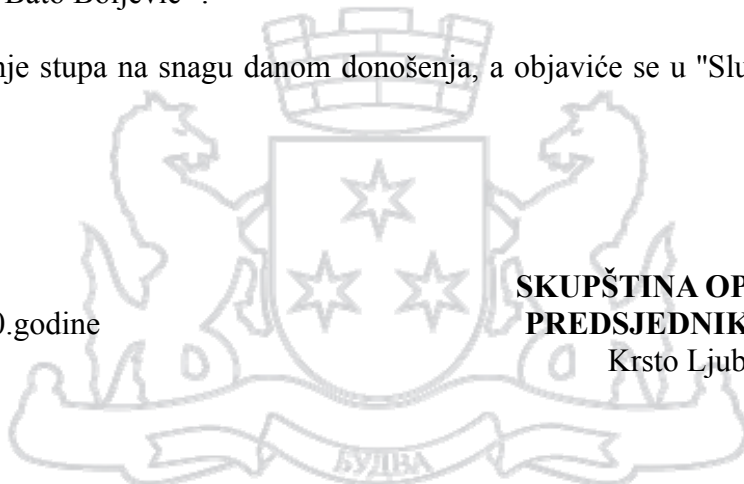 Bato Boljević".
nje stupa na snagu danom donošenja, a objaviće se u "Slu
SKUPŠTINA OP
0.godine PREDSJEDNIK
Krsto Ljub
БУДВА